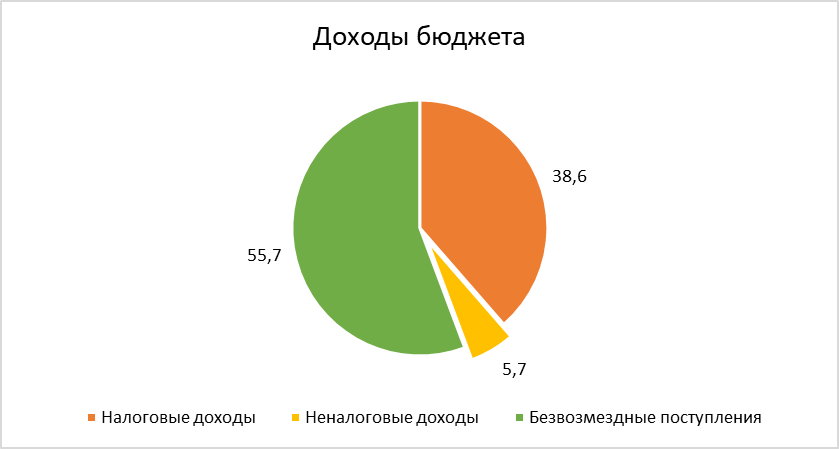 Доходы бюджета
38,6
55,7
5,7
Налоговые доходы
Неналоговые доходы
Безвозмездные поступления